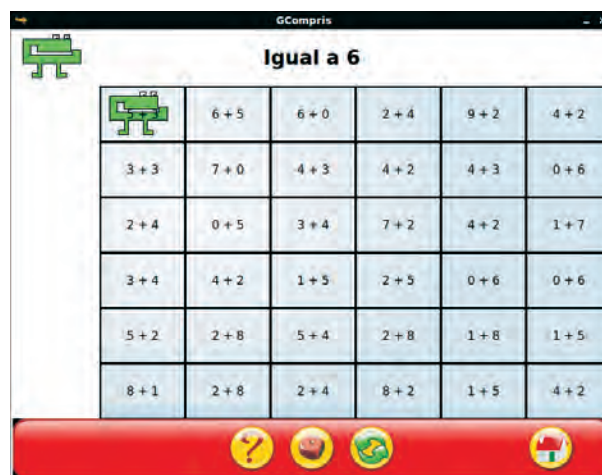 GCompris
Igual a 6
6 + 5 6 + 0 2 + 4 9 + 2 4 + 2
3 + 3 7 + 0 4 + 3 4 + 2 4 + 3 0 + 6
2 + 4 0 + 5 3 + 4 7 + 2 4 + 2 1 + 7
3 + 4 4 + 2 1 + 5 2 + 5 0 + 6 0 + 6
5 + 2 2 + 8 5 + 4 2 + 8 1 + 8 1 + 5
8 + 1 2 + 8 2 + 4 8 + 2 1 + 5 4 + 2
?